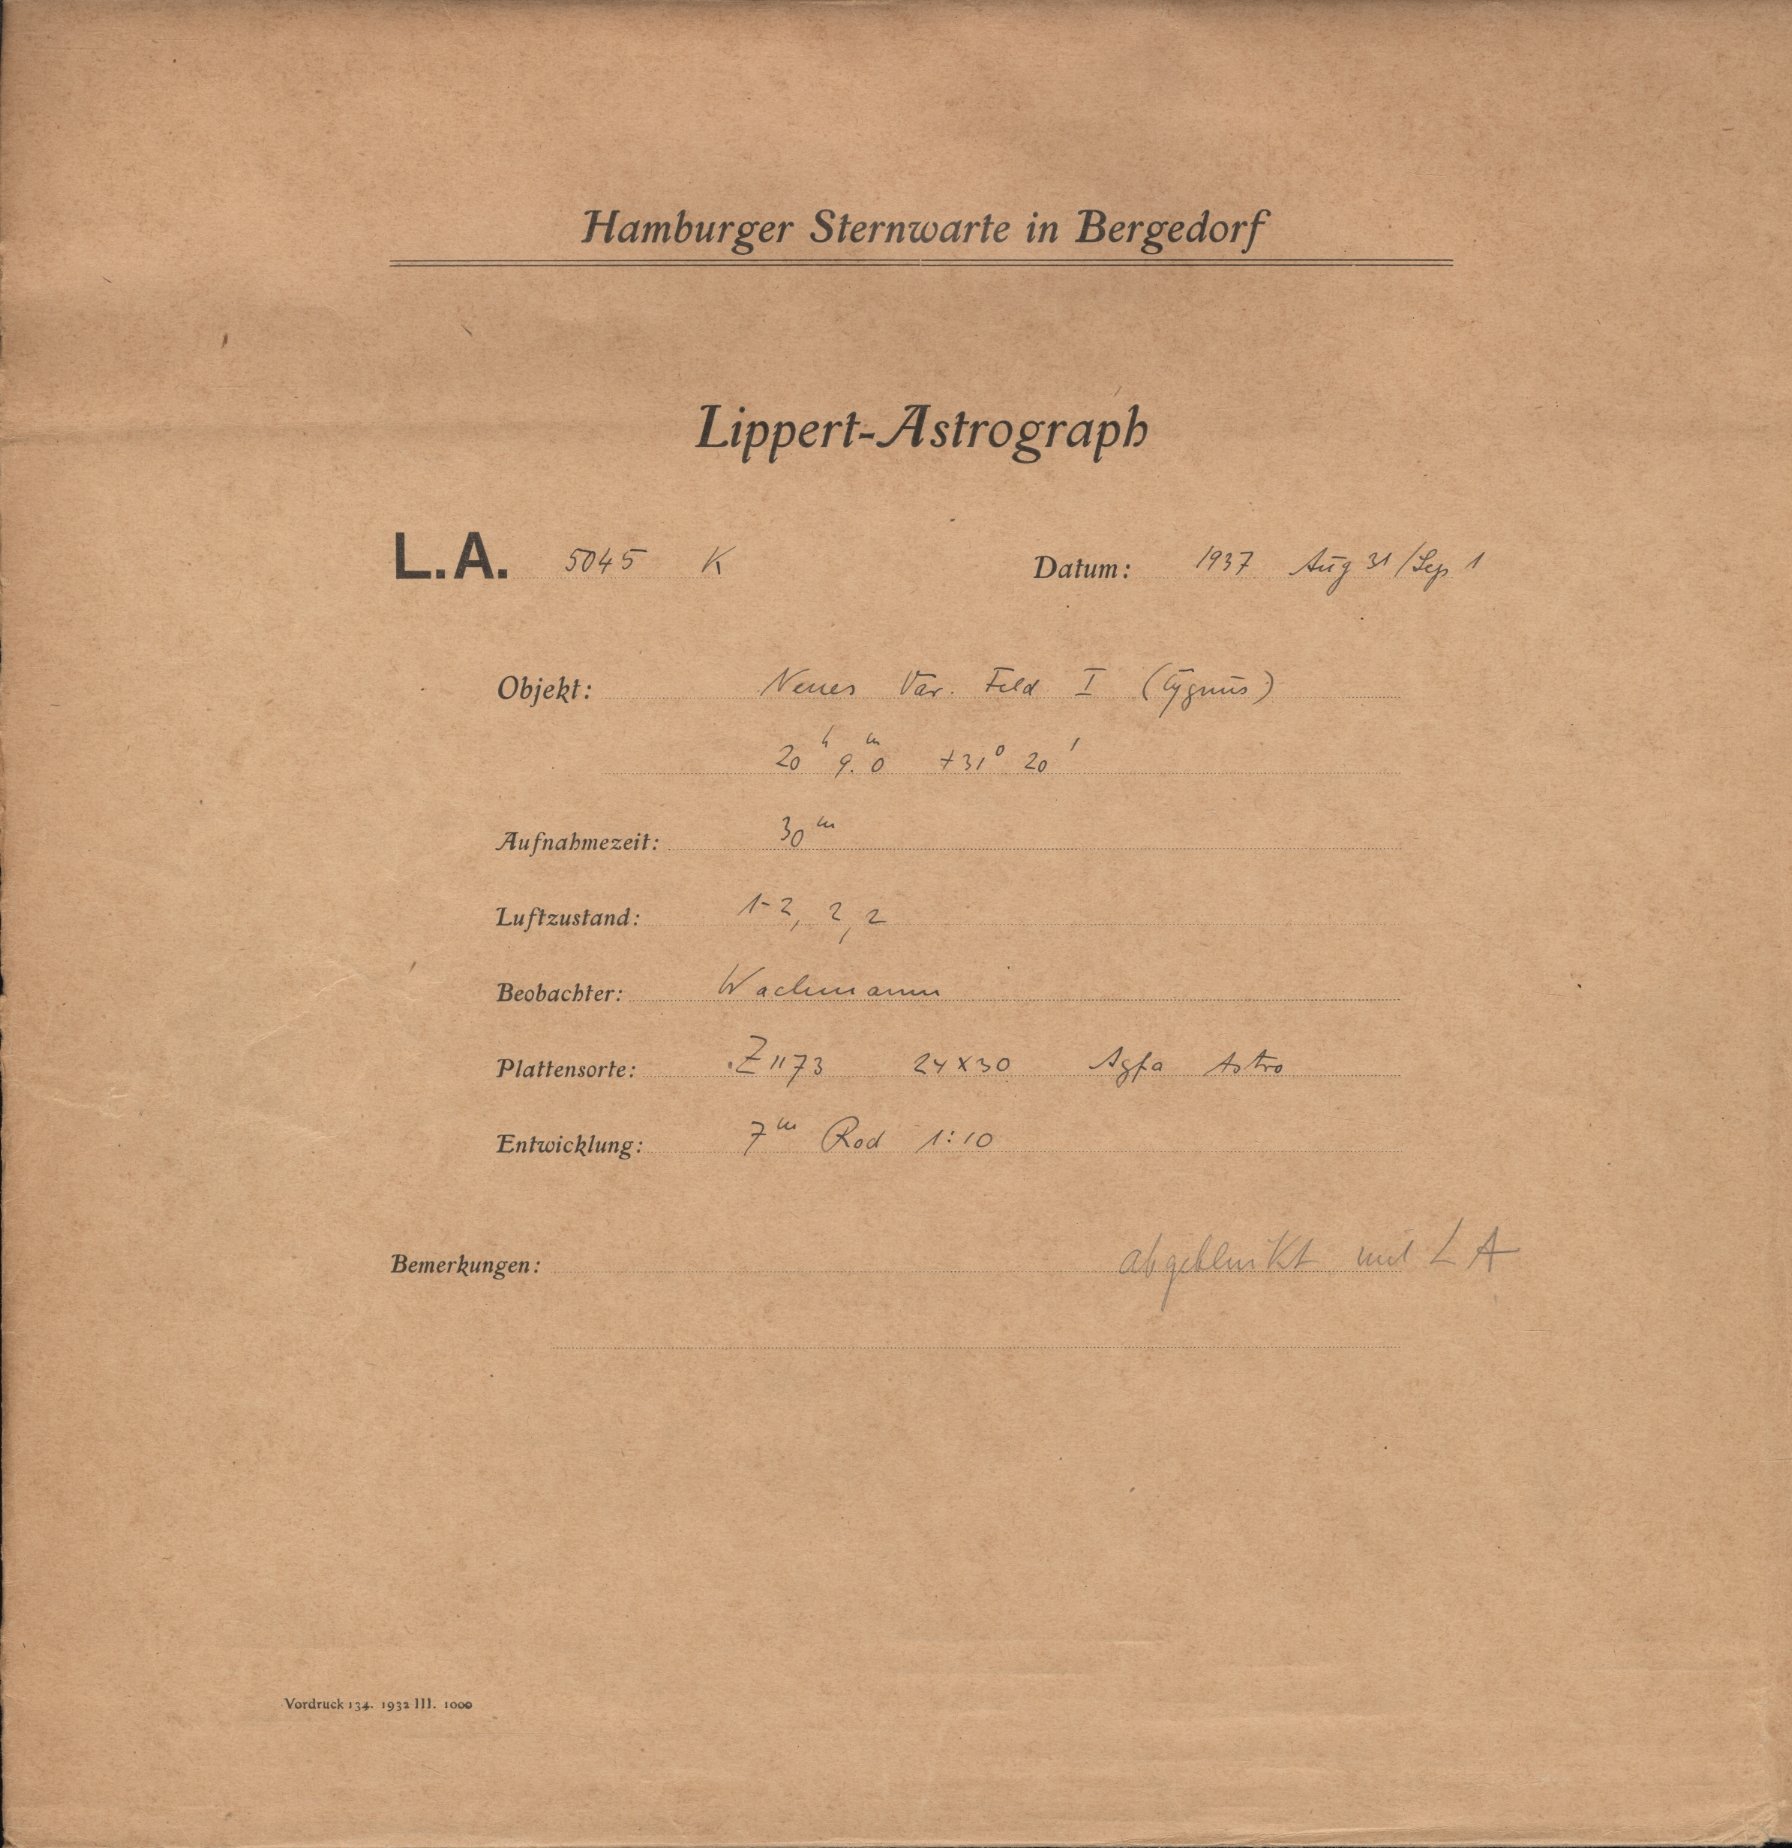 Hamburger Sternwarte in Bergedorf
Lippert-Astrograph
L.A. 5045 K Datum: 1937 Aug 31/Sep 1
Objekt: Neues Var. Feld I (Cygnus)
20h 9.m0 +31° 20'
Aufnahmezeit: 30m
Luftzustand: 1-2, 2, 2
Beobachter: Wachmann
Plattensorte: Z 1173 24x30 Agfa Astro
Entwicklung: 7m Rod 1:10
Bemerkungen: abgeblinkt mit L A
Vordruck 134. 1932 III. 1000